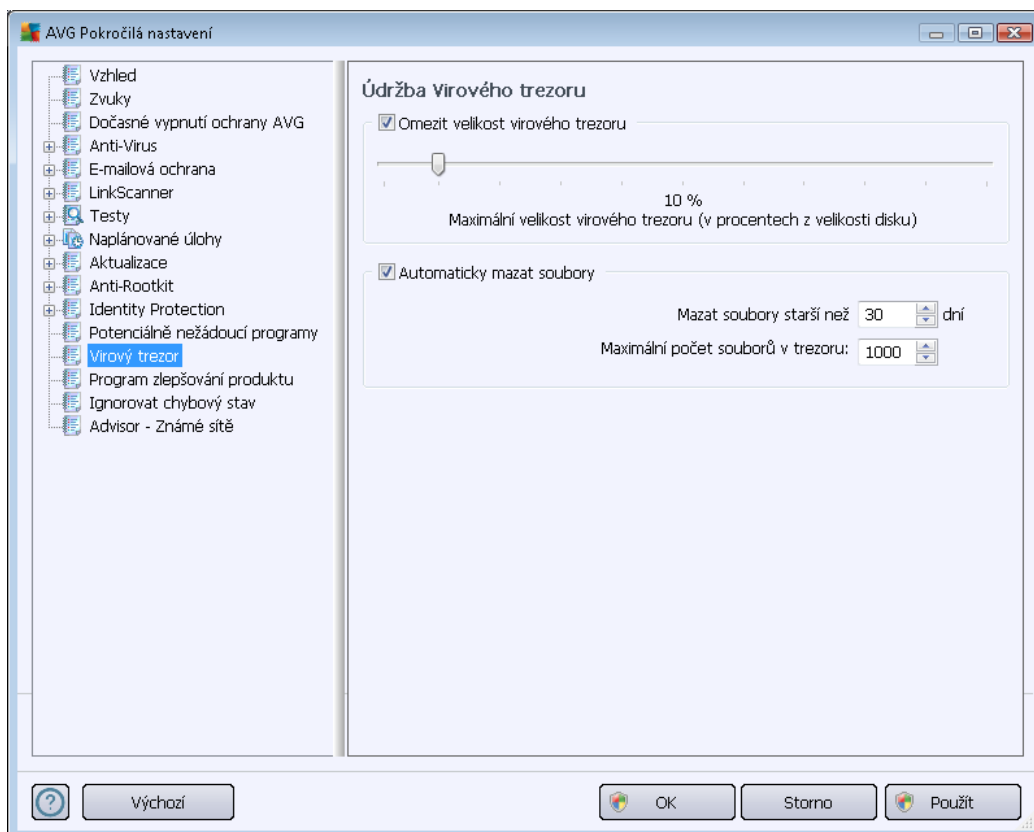 AVG Pokročilá nastavení
Vzhled
Zvuky
Dočasné vypnutí ochrany AVG
Anti-Virus
E-mailová ochrana
LinkScanner
Testy
Naplánované úlohy
Aktualizace
Anti-Rootkit
Identity Protection
Potenciálně nežádoucí programy
Virový trezor
Program zlepšování produktu
Ignorovat chybový stav
Advisor - Známé sítě
Údržba Virového trezoru
Omezit velikost virového trezoru
10 %
Maximální velikost virového trezoru (v procentech z velikosti disku)
Automaticky mazat soubory
Mazat soubory starší než 30 dní
Maximální počet souborů v trezoru: 1000
? Výchozí OK Storno Použít